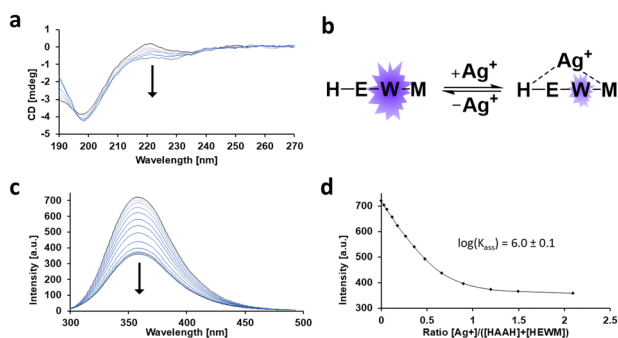 a
1
0
-1
-2
-3
-4
-5
CD [mdeg]
190 200 210 220 230 240 250 260 270
Wavelength [nm]
b
H–E–W–M
+Ag+
−Ag+
Ag+
H–E–W–M
c
700
600
500
400
300
200
100
0
Intensity [a.u.]
300 350 400 450 500
Wavelength [nm]
d
700
600
500
400
300
Intensity [a.u.]
log(Kass) = 6.0 ± 0.1
0 0.5 1 1.5 2 2.5
Ratio [Ag+]/([HAAH]+[HEWM])